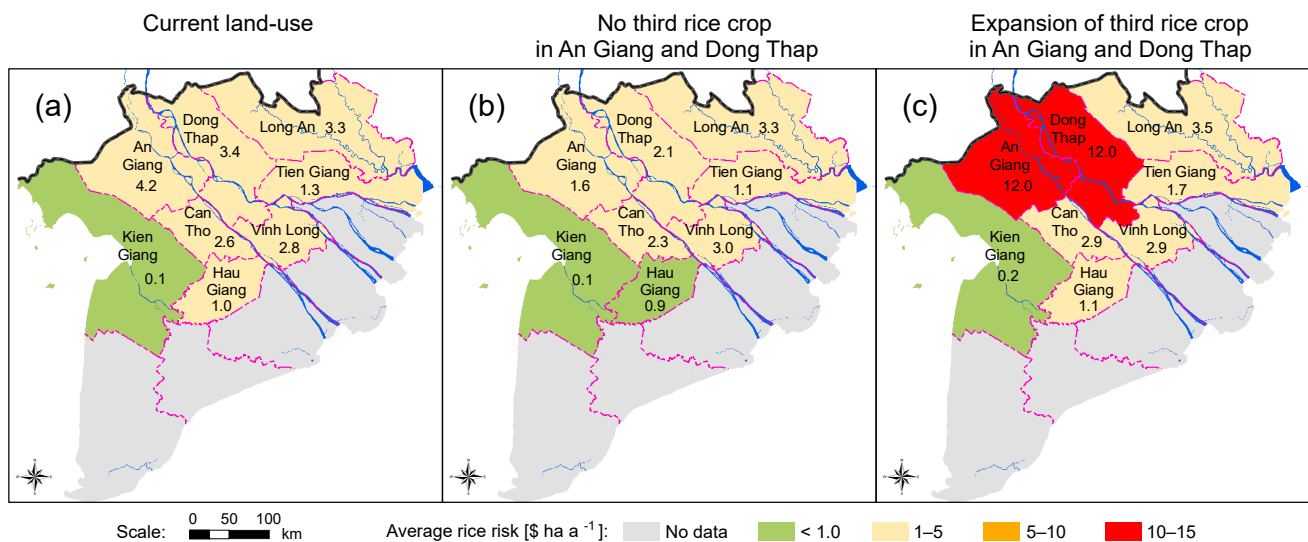 Current land-use
No third rice crop
in An Giang and Dong Thap
Expansion of third rice crop
in An Giang and Dong Thap
(a)
Dong
Thap
3.4
Long An 3.3
An
Giang
4.2
Tien Giang
1.3
Can
Tho
2.6
Vinh Long
2.8
Kien
Giang
0.1
Hau
Giang
1.0
(b)
Dong
Thap
2.1
Long An 3.3
An
Giang
1.6
Tien Giang
1.1
Can
Tho
2.3
Vinh Long
3.0
Kien
Giang
0.1
Hau
Giang
0.9
(c)
Dong
Thap
12.0
Long An 3.5
An
Giang
12.0
Tien Giang
1.7
Can
Tho
2.9
Vinh Long
2.9
Kien
Giang
0.2
Hau
Giang
1.1
Scale: 0 50 100
km
Average rice risk [$ ha a -1]: No data < 1.0 1–5 5–10 10–15